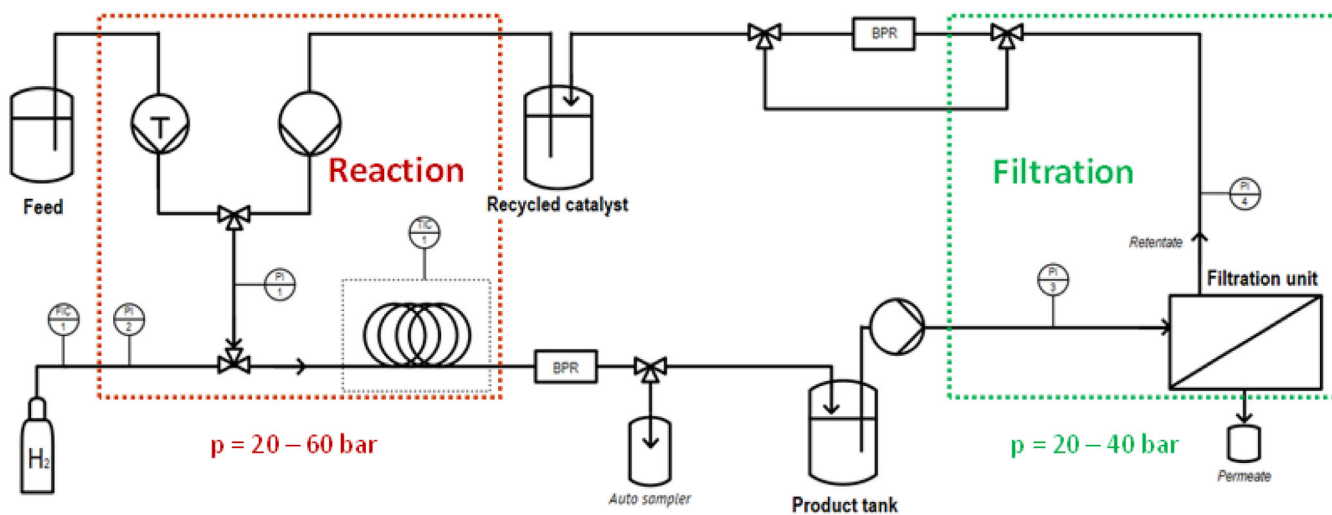 BPR
T
Reaction
Filtration
Feed
Recycled catalyst
TIC
1
PI
4
Retentate
PI
1
PI
3
Filtration unit
FIC
1
PI
2
BPR
H2
p = 20 – 60 bar
p = 20 – 40 bar
Auto sampler
Product tank
Permeate